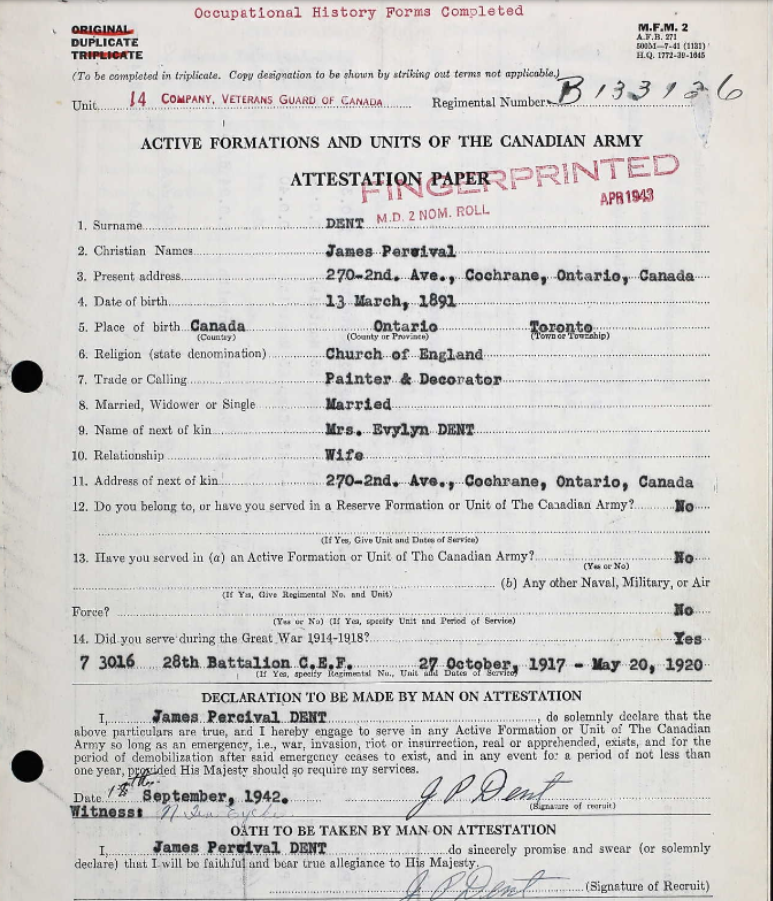 Occupational History Forms Completed
ORIGINAL
DUPLICATE
TRIPLICATE
M.F.M. 2
A.F.B. 271
500M—7-41 (1131)
H.Q. 1772-39-1645
(To be completed in triplicate. Copy designation to be shown by striking out terms not applicable.)
Unit 14 COMPANY, VETERANS GUARD OF CANADA Regimental Number B 133926
ACTIVE FORMATIONS AND UNITS OF THE CANADIAN ARMY
ATTESTATION PAPER
FINGERPRINTED
M.D. 2 NOM. ROLL
APR 1943
1. Surname DENT
2. Christian Names James Percival
3. Present address 270-2nd. Ave., Cochrane, Ontario, Canada
4. Date of birth 13 March, 1891
5. Place of birth Canada Ontario Toronto
(Country) (County or Province) (Town or Township)
6. Religion (state denomination) Church of England
7. Trade or Calling Painter & Decorator
8. Married, Widower or Single Married
9. Name of next of kin Mrs. Evylyn DENT
10. Relationship Wife
11. Address of next of kin 270-2nd. Ave., Cochrane, Ontario, Canada
12. Do you belong to, or have you served in a Reserve Formation or Unit of The Canadian Army? No
(If Yes, Give Unit and Dates of Service)
13. Have you served in (a) an Active Formation or Unit of The Canadian Army? No
(Yes or No)
(b) Any other Naval, Military, or Air
(If Yes, Give Regimental No. and Unit)
Force? No
(Yes or No) (If Yes, specify Unit and Period of Service)
14. Did you serve during the Great War 1914-1918? Yes
7 3016 28th Battalion C.E.F. 27 October, 1917 - May 20, 1920
(If Yes, specify Regimental No., Unit and Dates of Service)
DECLARATION TO BE MADE BY MAN ON ATTESTATION
I, James Percival DENT, do solemnly declare that the
above particulars are true, and I hereby engage to serve in any Active Formation or Unit of The Canadian
Army so long as an emergency, i.e., war, invasion, riot or insurrection, real or apprehended, exists, and for the
period of demobilization after said emergency ceases to exist, and in any event for a period of not less than
one year, provided His Majesty should so require my services.
Date September, 1942. J P Dent
(Signature of recruit)
Witness:
OATH TO BE TAKEN BY MAN ON ATTESTATION
I, James Percival DENT do sincerely promise and swear (or solemnly
declare) that I will be faithful and bear true allegiance to His Majesty.
J P Dent (Signature of Recruit)